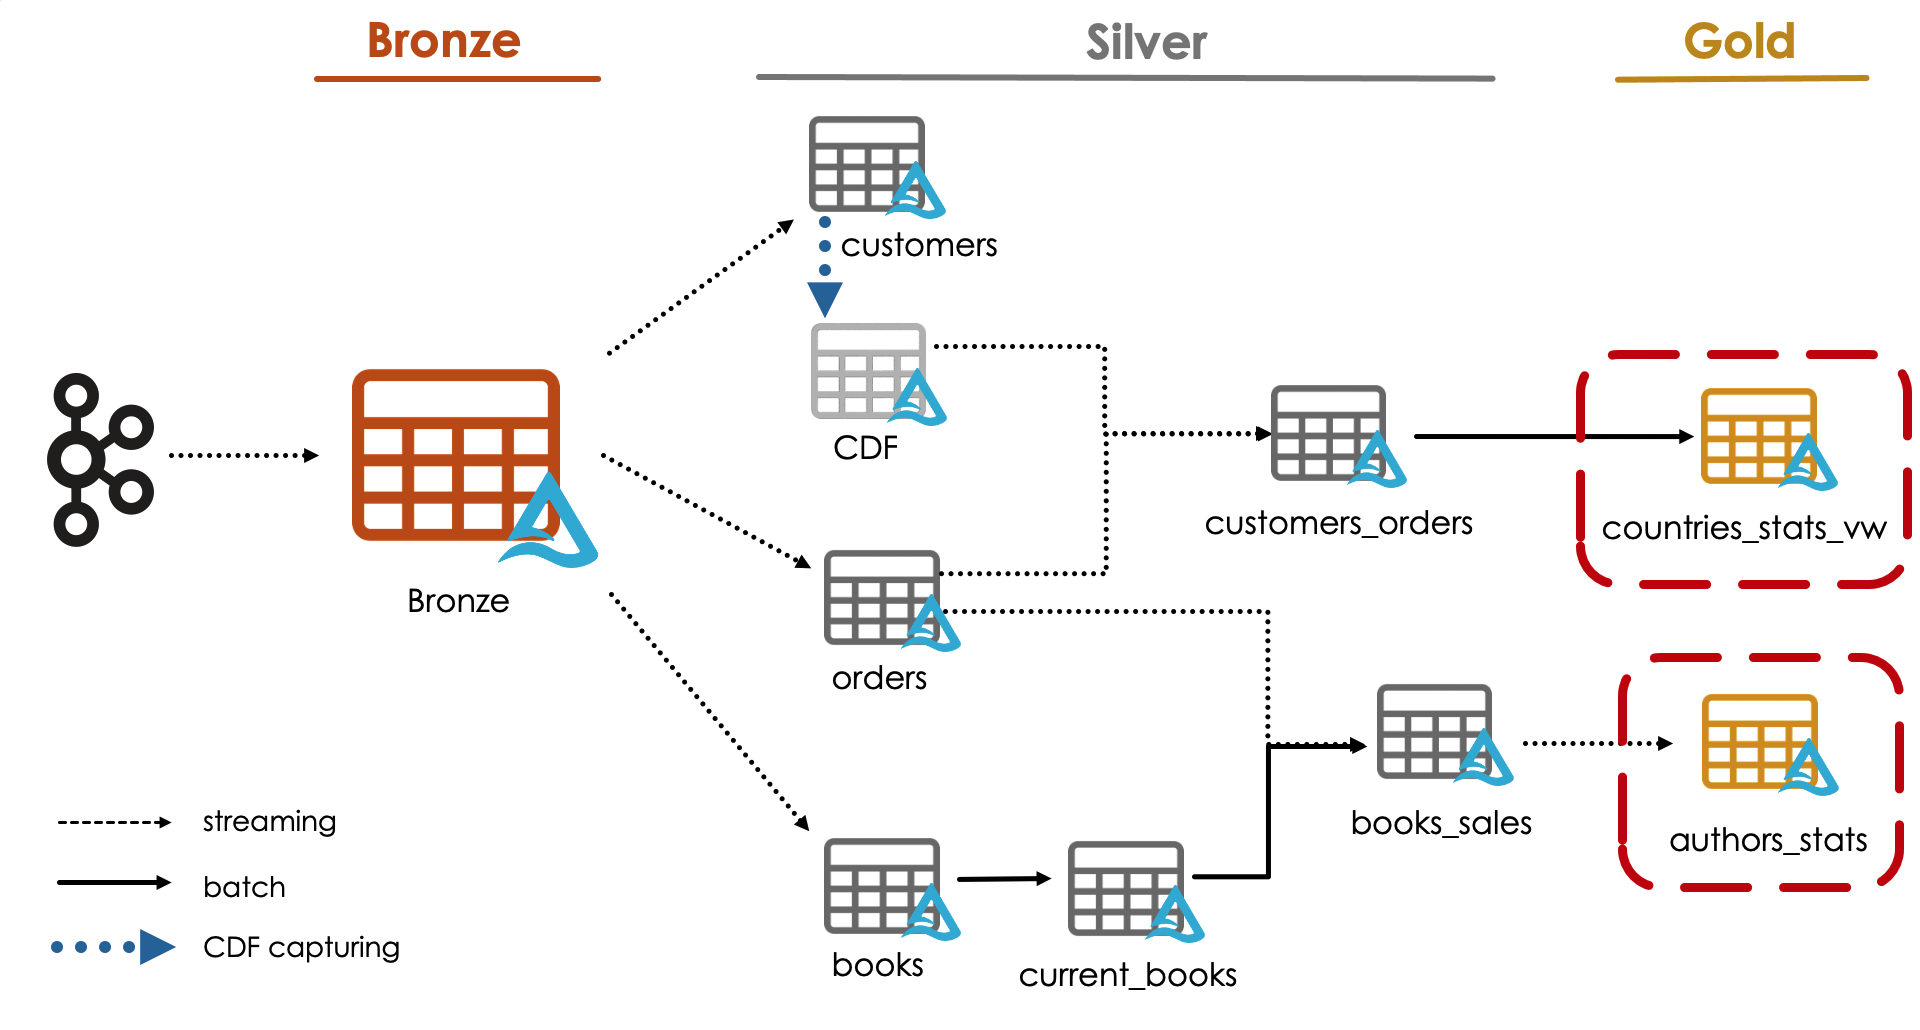 Bronze
Silver
Gold
customers
CDF
customers_orders
countries_stats_vw
Bronze
orders
books_sales
authors_stats
books
current_books
streaming
batch
CDF capturing